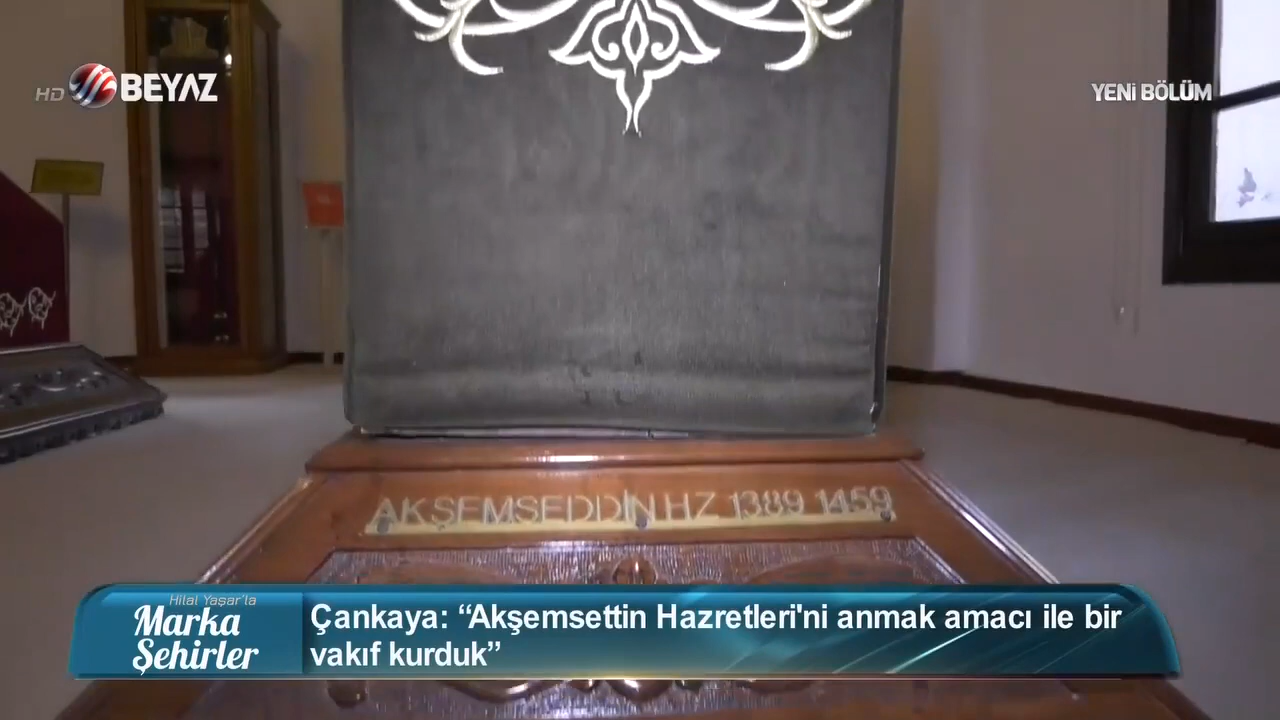 HD BEYAZ
YENİ BÖLÜM
AKŞEMSEDDİN HZ 1389 1459
Hilal Yaşar'la
Marka
Şehirler
Çankaya: “Akşemsettin Hazretleri'ni anmak amacı ile bir
vakıf kurduk”